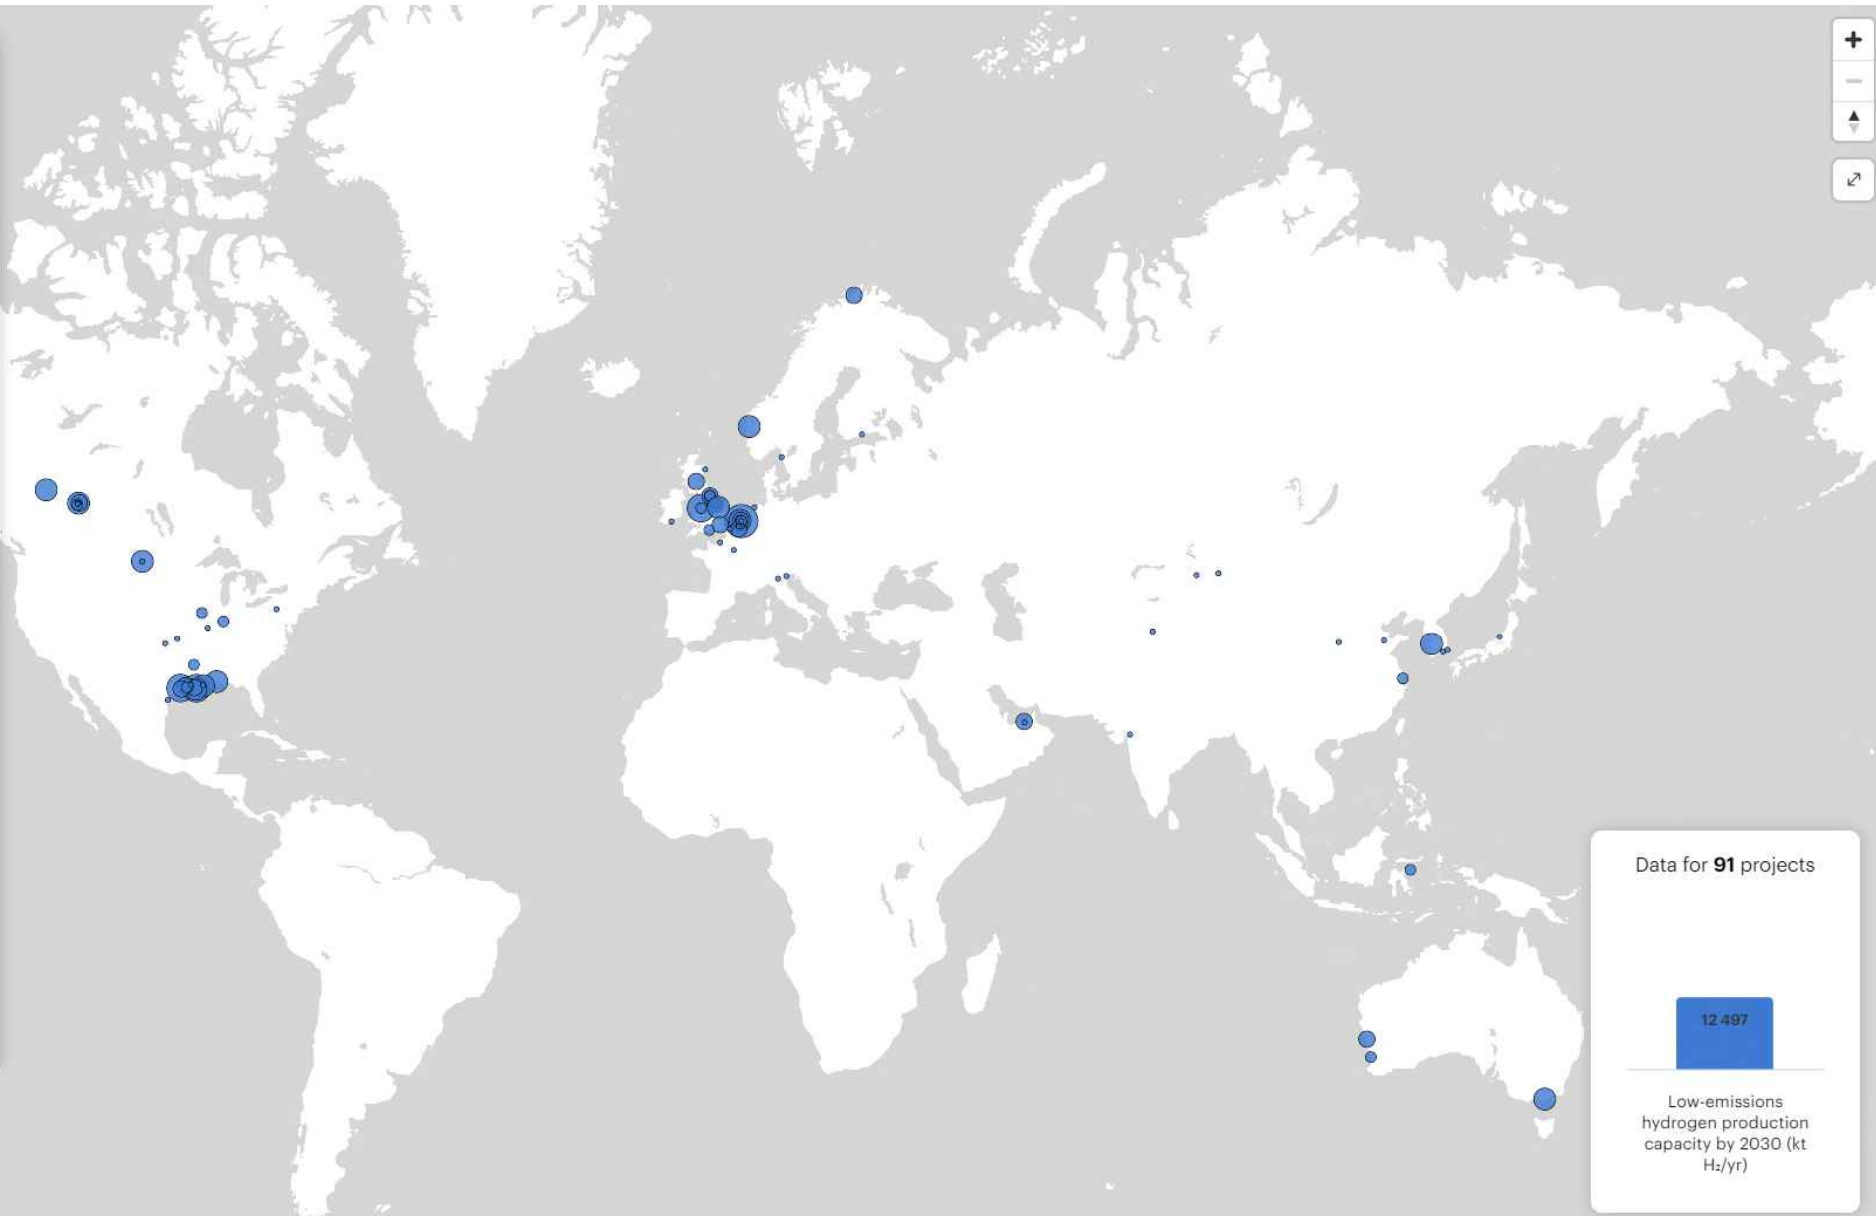 Data for 91 projects
12 497
Low-emissions
hydrogen production
capacity by 2030 (kt
H₂/yr)